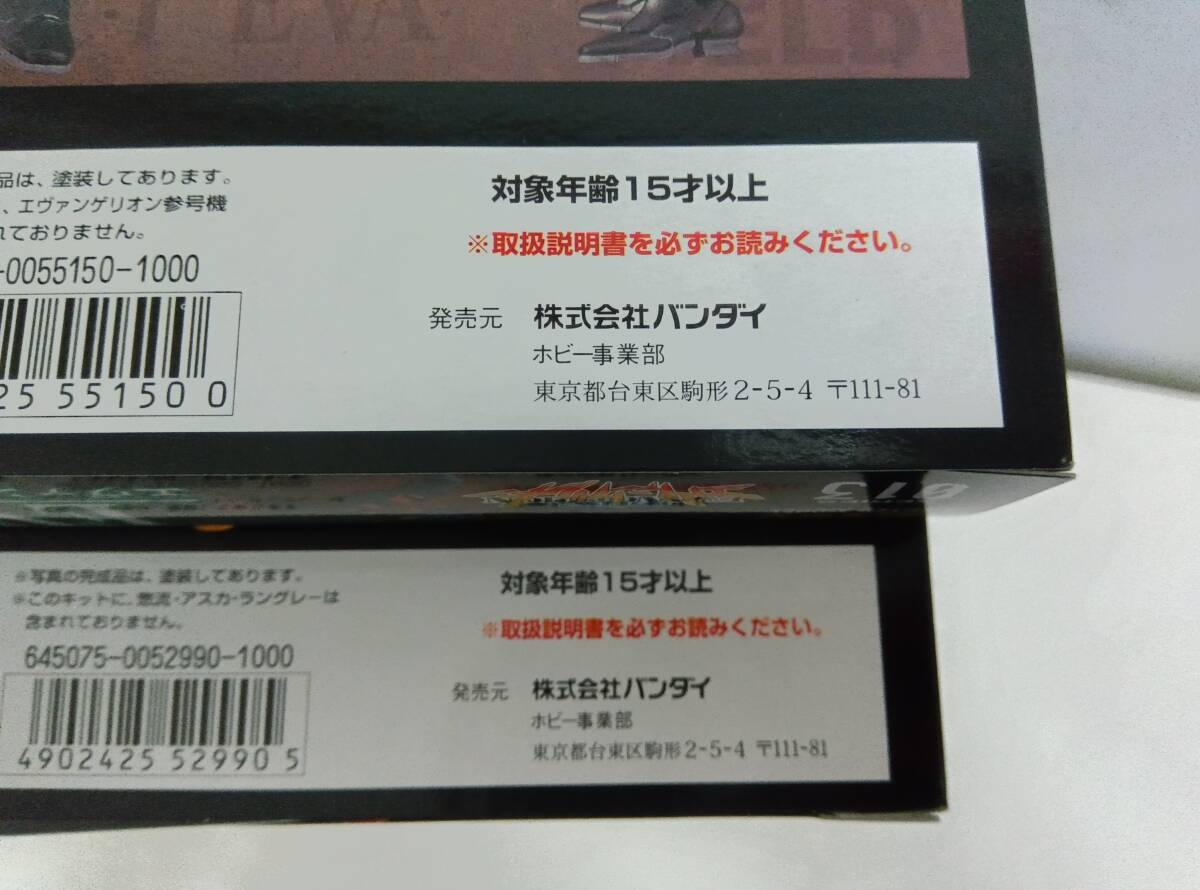 EVA
品は、塗装してあります。
、エヴァンゲリオン参号機
れておりません。
-0055150-1000
25 55150 0
対象年齢15才以上
※取扱説明書を必ずお読みください。
発売元 株式会社バンダイ
ホビー事業部
東京都台東区駒形2-5-4 〒111-81
013
※写真の完成品は、塗装してあります。
※このキットに、惣流・アスカ・ラングレーは
含まれておりません。
645075-0052990-1000
4902425 52990 5
対象年齢15才以上
※取扱説明書を必ずお読みください。
発売元 株式会社バンダイ
ホビー事業部
東京都台東区駒形2-5-4 〒111-81